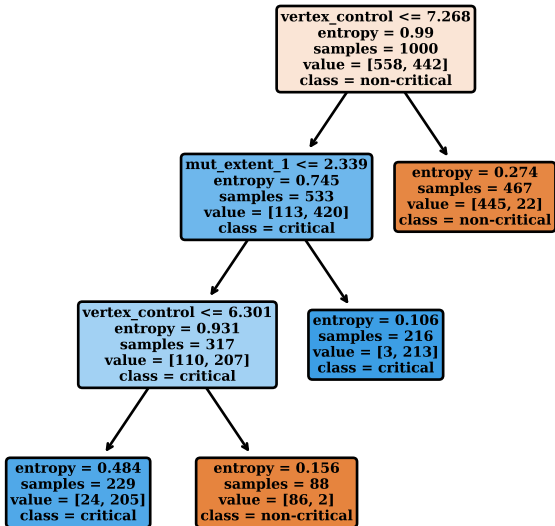 vertex_control <= 7.268
entropy = 0.99
samples = 1000
value = [558, 442]
class = non-critical
mut_extent_1 <= 2.339
entropy = 0.745
samples = 533
value = [113, 420]
class = critical
entropy = 0.274
samples = 467
value = [445, 22]
class = non-critical
vertex_control <= 6.301
entropy = 0.931
samples = 317
value = [110, 207]
class = critical
entropy = 0.106
samples = 216
value = [3, 213]
class = critical
entropy = 0.484
samples = 229
value = [24, 205]
class = critical
entropy = 0.156
samples = 88
value = [86, 2]
class = non-critical